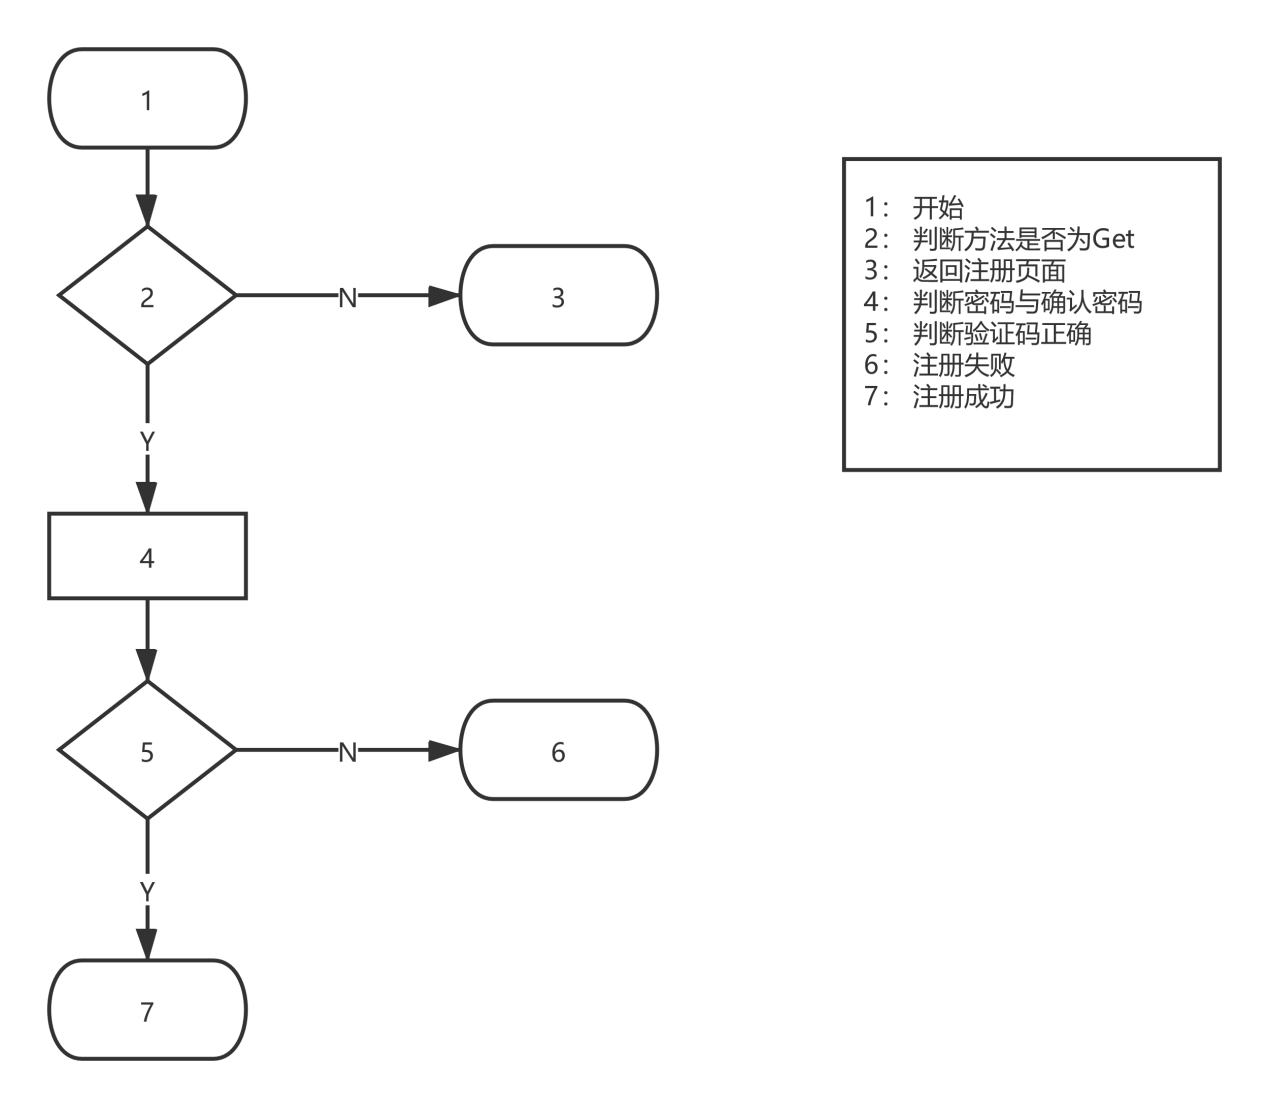 1
2
N
3
Y
4
5
N
6
Y
7
1： 开始
2： 判断方法是否为Get
3： 返回注册页面
4： 判断密码与确认密码
5： 判断验证码正确
6： 注册失败
7： 注册成功